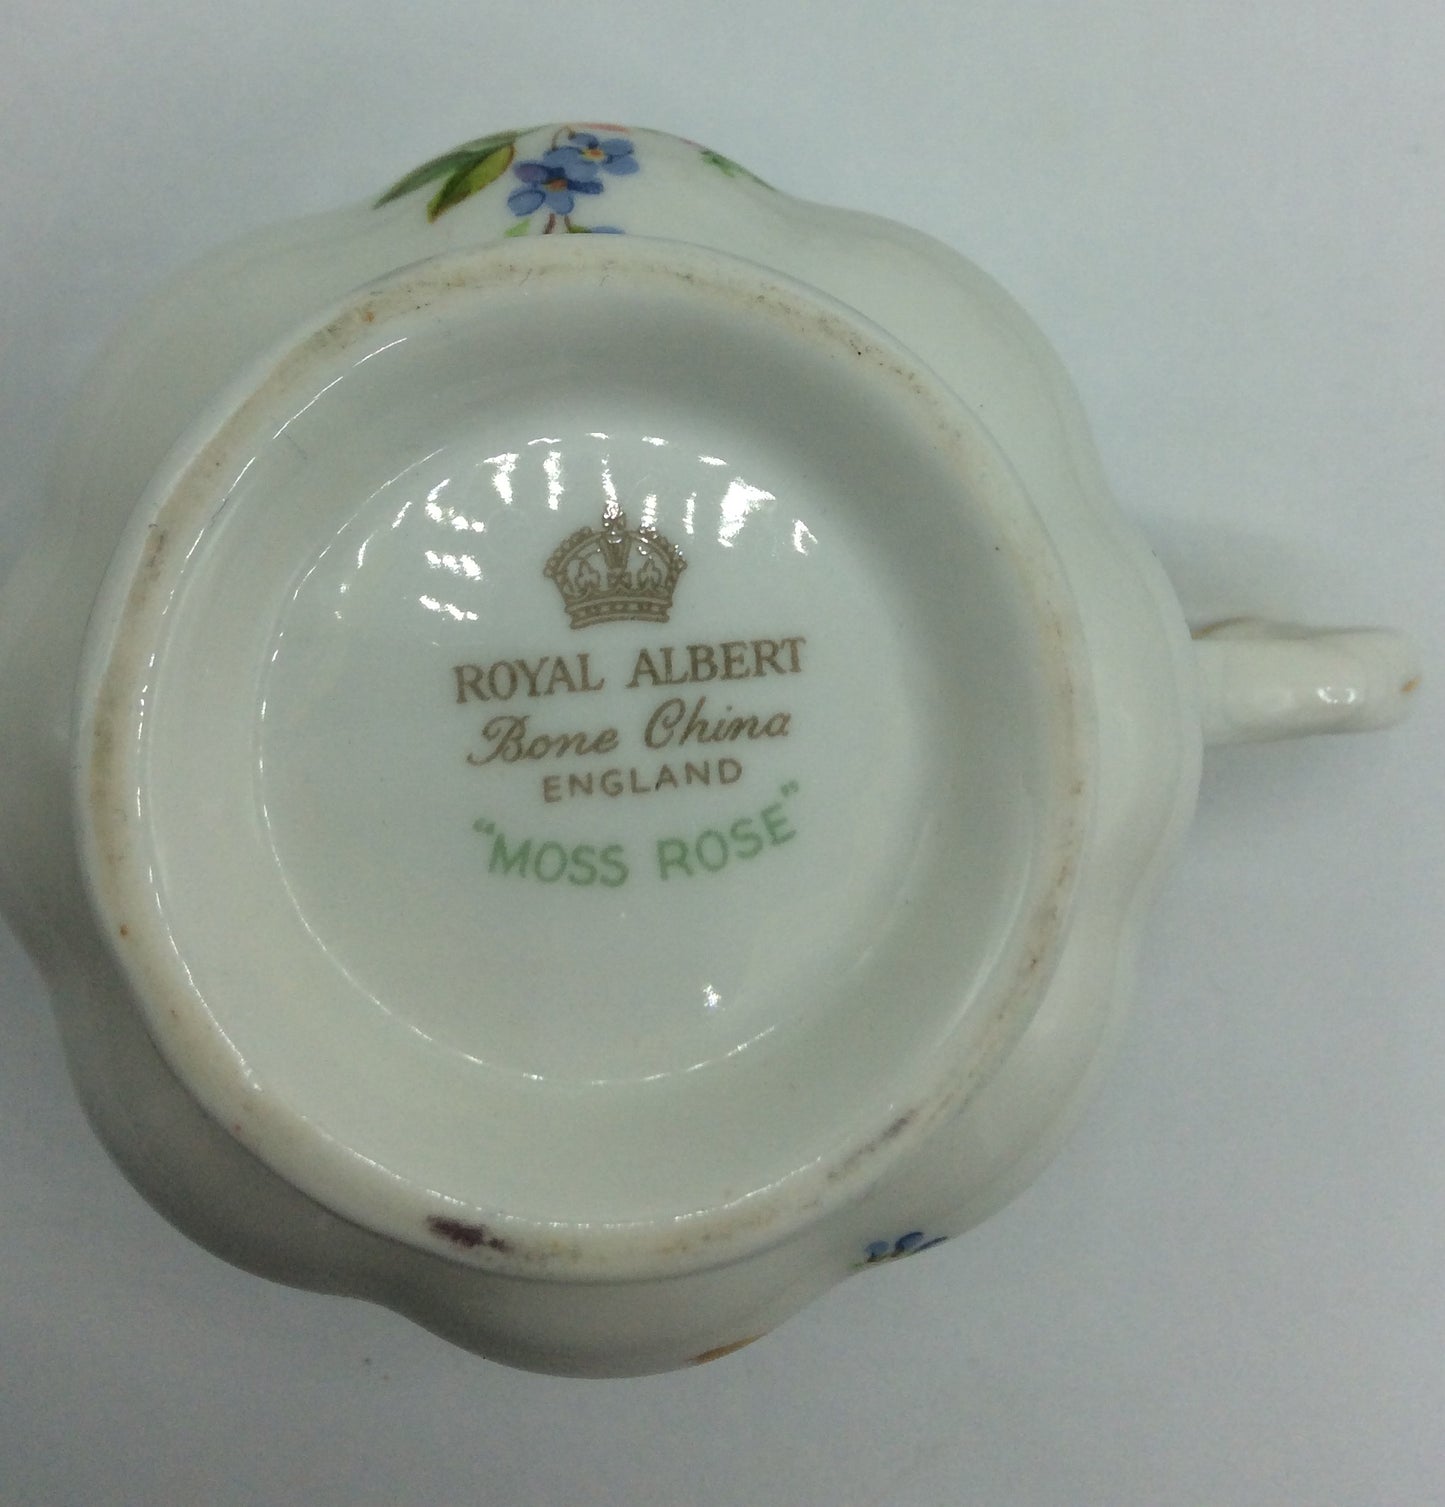 ROYAL ALBERT
Bone China
ENGLAND
"MOSS ROSE"